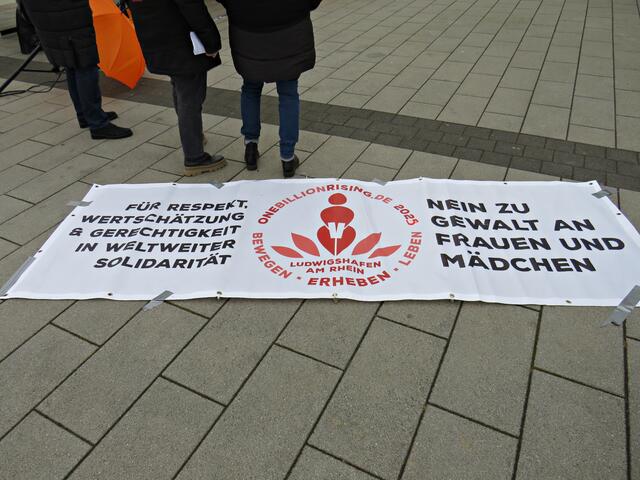 FÜR RESPEKT,
WERTSCHÄTZUNG
& GERECHTIGKEIT
IN WELTWEITER
SOLIDARITÄT
ONEBILLIONRISING.DE 2025
V
LUDWIGSHAFEN
AM RHEIN
BEWEGEN · ERHEBEN · LEBEN
NEIN ZU
GEWALT AN
FRAUEN UND
MÄDCHEN